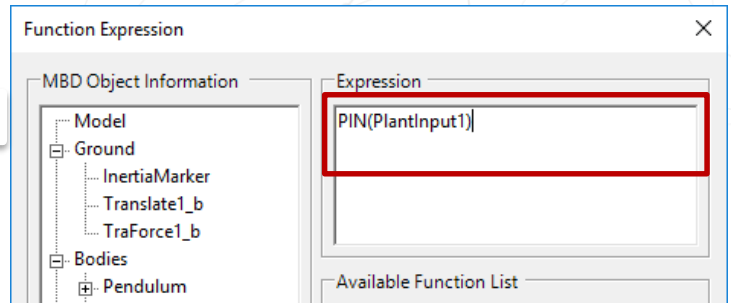 Function Expression
MBD Object Information
Model
Ground
InertiaMarker
Translate1_b
TraForce1_b
Bodies
Pendulum
Expression
PIN(PlantInput1)
Available Function List